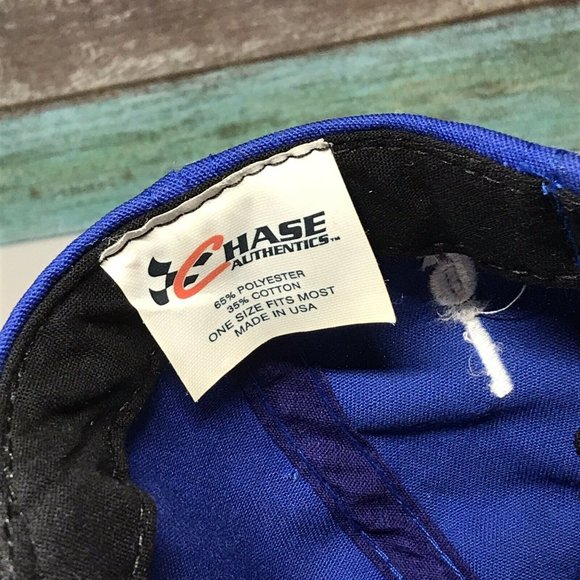 CHASE
AUTHENTICS™
65% POLYESTER
35% COTTON
ONE SIZE FITS MOST
MADE IN USA